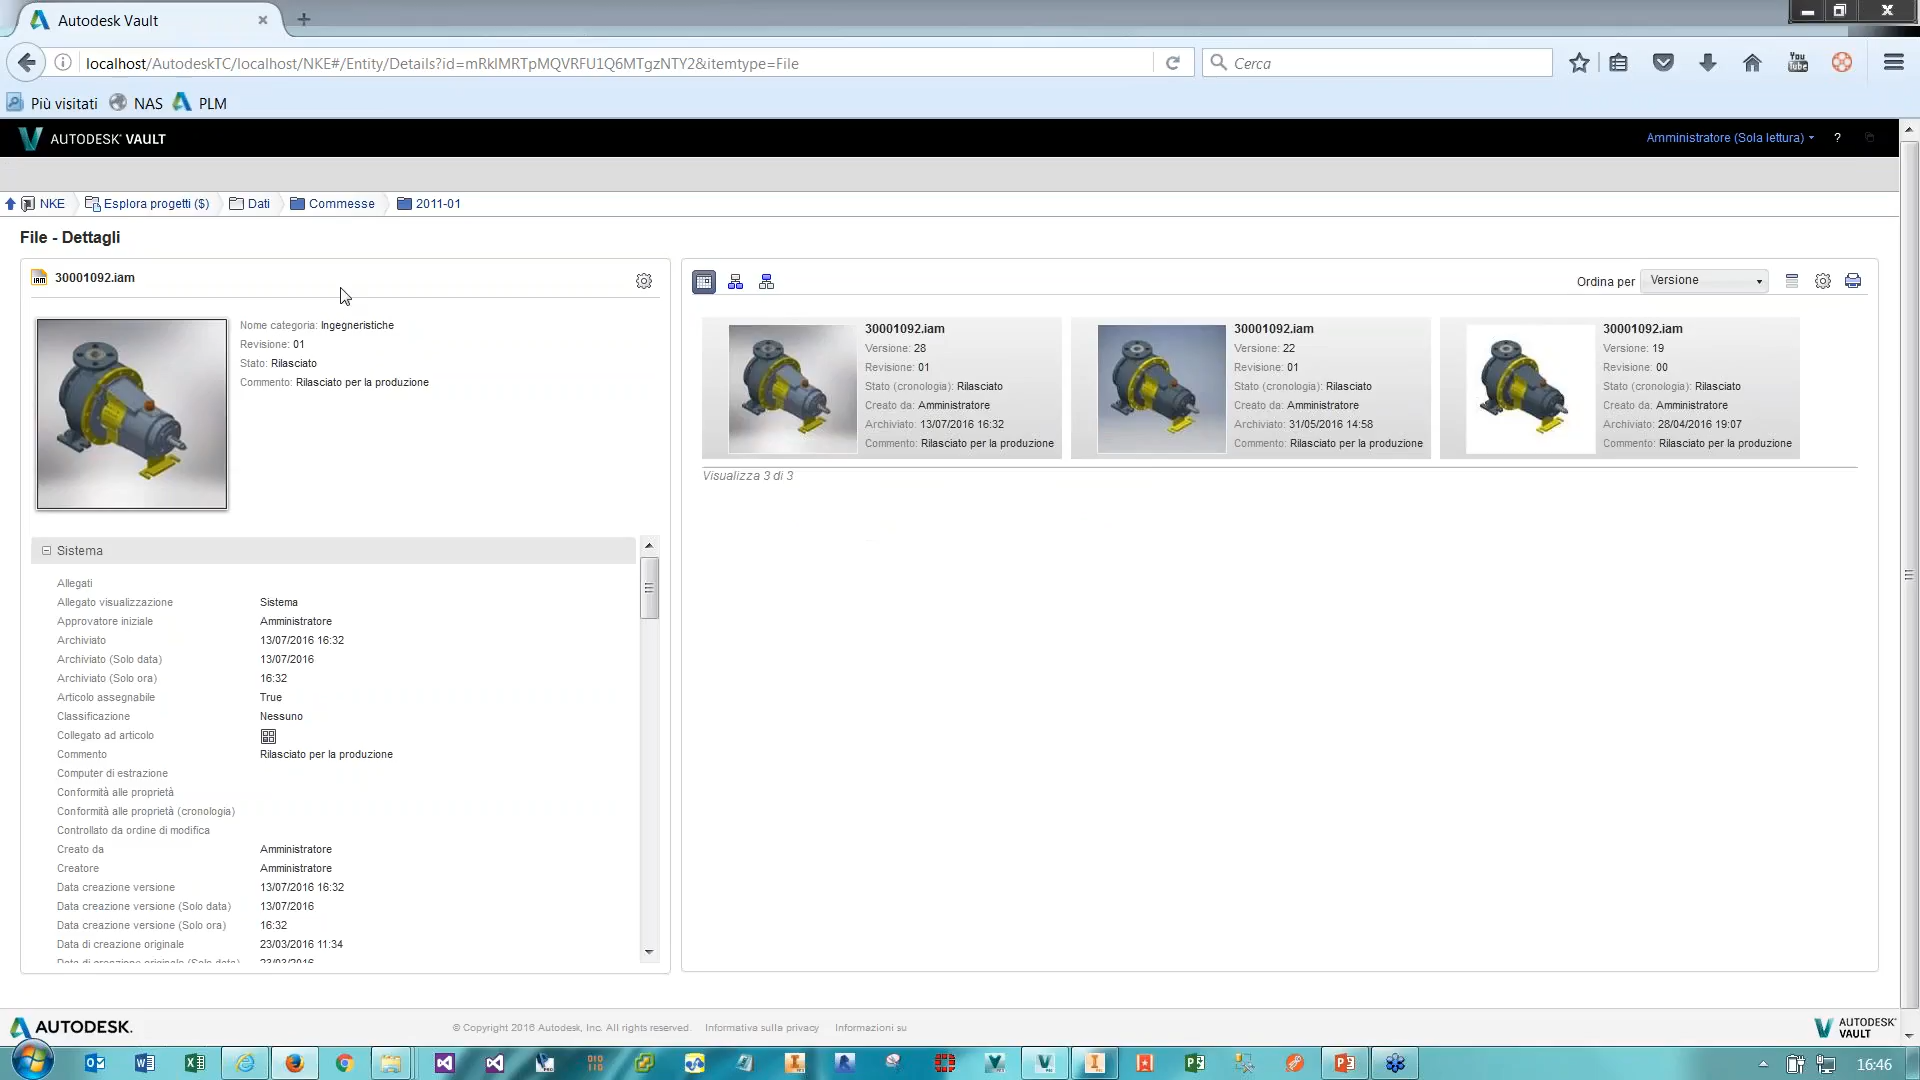 Autodesk Vault
localhost/AutodeskTC/localhost/NKE#/Entity/Details?id=mRklMRTpMQVRFU1Q6MTgzNTY2&itemtype=File
Cerca
Più visitati NAS PLM
AUTODESK® VAULT
Amministratore (Sola lettura) ?
NKE Esplora progetti ($) Dati Commesse 2011-01
File - Dettagli
30001092.iam
Nome categoria: Ingegneristiche
Revisione: 01
Stato: Rilasciato
Commento: Rilasciato per la produzione
Sistema
Allegati
Allegato visualizzazione Sistema
Approvatore iniziale Amministratore
Archiviato 13/07/2016 16:32
Archiviato (Solo data) 13/07/2016
Archiviato (Solo ora) 16:32
Articolo assegnabile True
Classificazione Nessuno
Collegato ad articolo
Commento Rilasciato per la produzione
Computer di estrazione
Conformità alle proprietà
Conformità alle proprietà (cronologia)
Controllato da ordine di modifica
Creato da Amministratore
Creatore Amministratore
Data creazione versione 13/07/2016 16:32
Data creazione versione (Solo data) 13/07/2016
Data creazione versione (Solo ora) 16:32
Data di creazione originale 23/03/2016 11:34
Data di creazione originale (Solo data) 23/03/2016
Ordina per Versione
30001092.iam
Versione: 28
Revisione: 01
Stato (cronologia): Rilasciato
Creato da: Amministratore
Archiviato: 13/07/2016 16:32
Commento: Rilasciato per la produzione
30001092.iam
Versione: 22
Revisione: 01
Stato (cronologia): Rilasciato
Creato da: Amministratore
Archiviato: 31/05/2016 14:58
Commento: Rilasciato per la produzione
30001092.iam
Versione: 19
Revisione: 00
Stato (cronologia): Rilasciato
Creato da: Amministratore
Archiviato: 28/04/2016 19:07
Commento: Rilasciato per la produzione
Visualizza 3 di 3
AUTODESK.
© Copyright 2016 Autodesk, Inc. All rights reserved. Informativa sulla privacy Informazioni su
AUTODESK®
VAULT
16:46